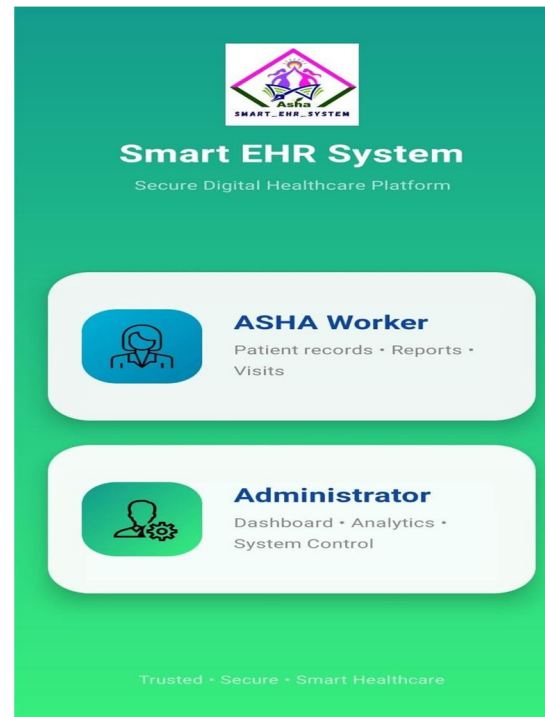 Asha
SMART_EHR_SYSTEM
Smart EHR System
Secure Digital Healthcare Platform
ASHA Worker
Patient records • Reports •
Visits
Administrator
Dashboard • Analytics •
System Control
Trusted • Secure • Smart Healthcare